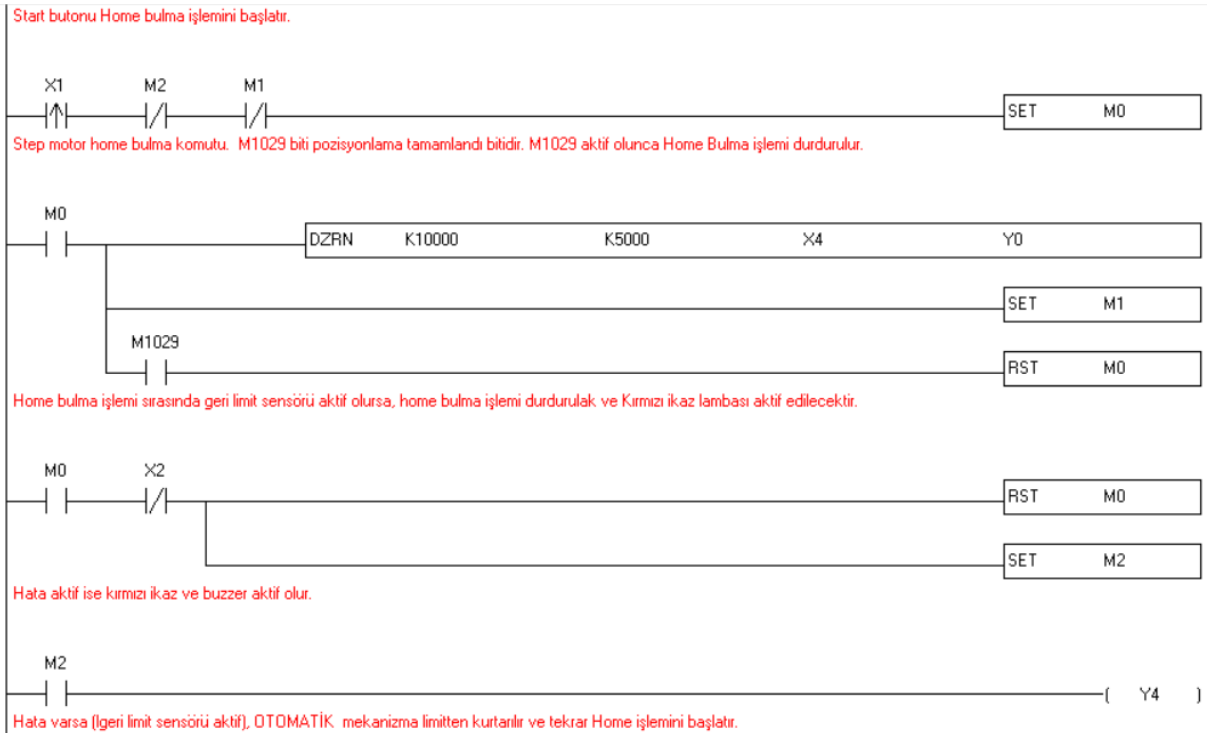 Start butonu Home bulma işlemini başlatır.
X1 M2 M1
SET M0
Step motor home bulma komutu. M1029 biti pozisyonlama tamamlandı bitidir. M1029 aktif olunca Home Bulma işlemi durdurulur.
M0
DZRN K10000 K5000 X4 Y0
SET M1
M1029
RST M0
Home bulma işlemi sırasında geri limit sensörü aktif olursa, home bulma işlemi durdurulak ve Kırmızı ikaz lambası aktif edilecektir.
M0 X2
RST M0
SET M2
Hata aktif ise kırmızı ikaz ve buzzer aktif olur.
M2
( Y4 )
Hata varsa (Igeri limit sensörü aktif), OTOMATİK mekanizma limitten kurtarılır ve tekrar Home işlemini başlatır.